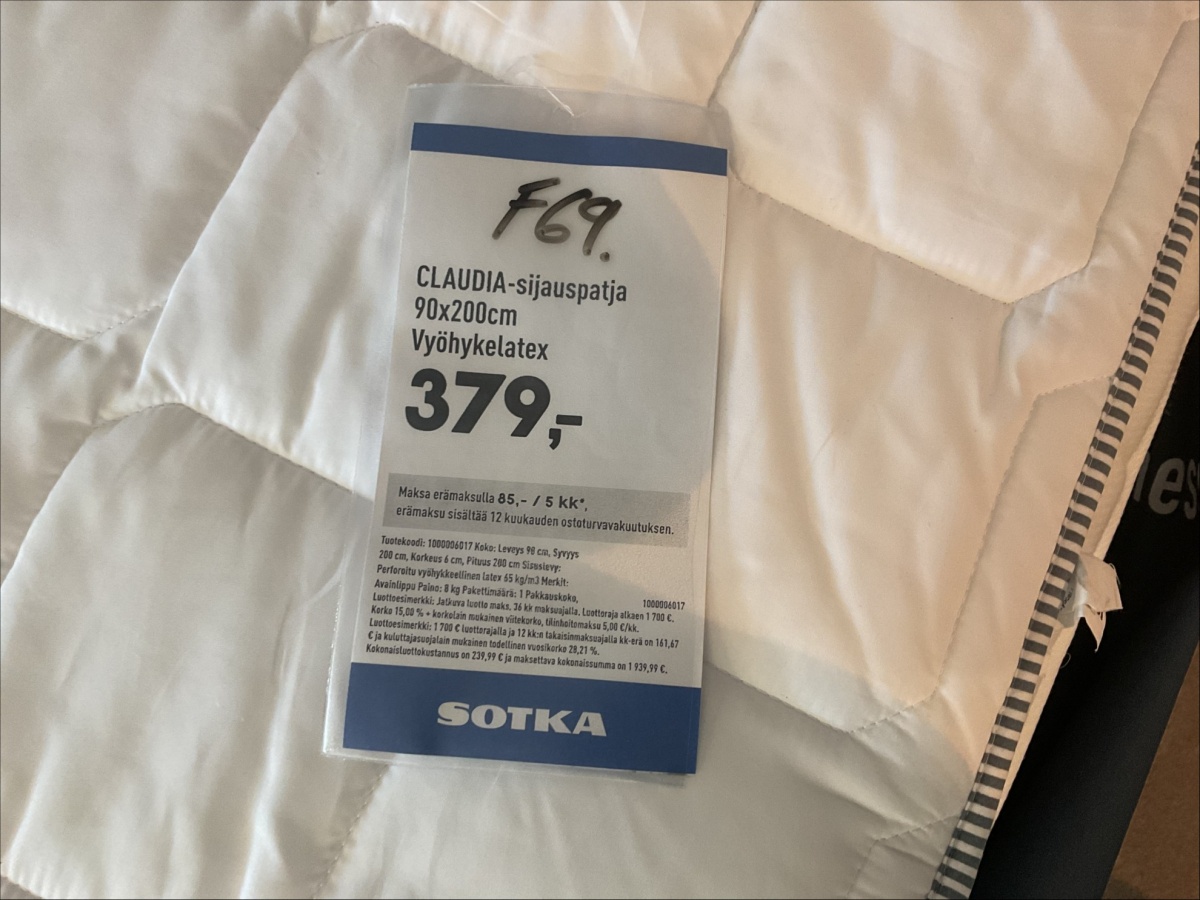 F69.
CLAUDIA-sijauspatja
90x200cm
Vyöhykelatex
379,-
Maksa erämaksulla 85,- / 5 kk*,
erämaksu sisältää 12 kuukauden ostoturvavakuutuksen.
Tuotekoodi: 1000006017 Koko: Leveys 90 cm, Syvyys
200 cm, Korkeus 6 cm, Pituus 200 cm Sisuslevy:
Perforoitu vyöhykkeellinen latex 65 kg/m3 Merkit:
Avainlippu Paino: 8 kg Pakettimäärä: 1 Pakkauskoko,
1000006017
Luottoesimerkki: Jatkuva luotto maks. 36 kk maksuajalla. Luottoraja alkaen 1 700 €.
Korko 15,00 % + korkolain mukainen viitekorko, tilinhoitomaksu 5,00 €/kk.
Luottoesimerkki: 1 700 € luottorajalla ja 12 kk:n takaisinmaksuajalla kk-erä on 161,67
€ ja kuluttajasuojalain mukainen todellinen vuosikorko 28,21 %.
Kokonaisluottokustannus on 239,99 € ja maksettava kokonaissumma on 1 939,99 €.
SOTKA
es